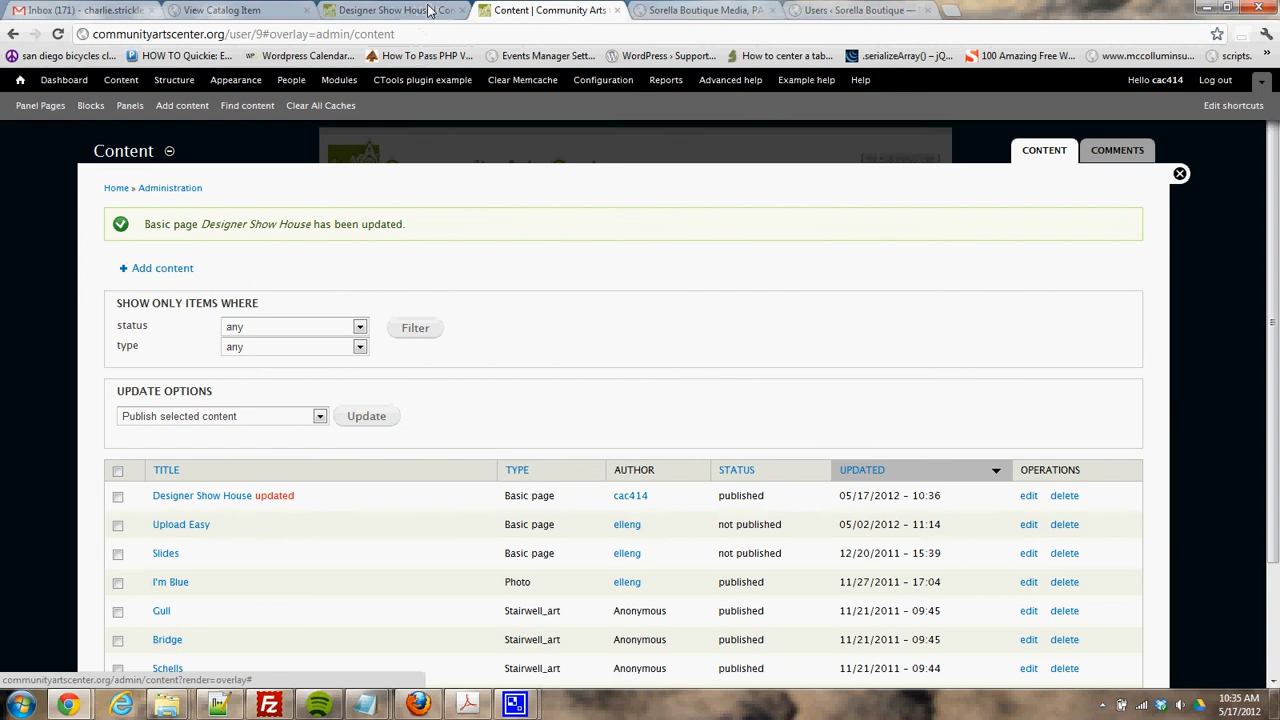 Inbox (171) - charlie.strickle
View Catalog Item
Designer Show House | Co
Content | Community Arts
Sorella Boutique Media, PA
Users - Sorella Boutique —
communityartscenter.org/user/9#overlay=admin/content
san diego bicycles cl...
HOW TO Quickie: E...
Wordpress Calendar...
How To Pass PHP V...
Events Manager Set...
WordPress › Support...
How to center a tab...
.serializeArray() – jQ...
100 Amazing Free W...
www.mccolluminsu...
scripts.
Dashboard Content Structure Appearance People Modules CTools plugin example Clear Memcache Configuration Reports Advanced help Example help Help Hello cac414 Log out
Panel Pages Blocks Panels Add content Find content Clear All Caches Edit shortcuts
Content
CONTENT COMMENTS
Home » Administration
Basic page Designer Show House has been updated.
+ Add content
SHOW ONLY ITEMS WHERE
status any Filter
type any
UPDATE OPTIONS
Publish selected content Update
TITLE TYPE AUTHOR STATUS UPDATED OPERATIONS
Designer Show House updated Basic page cac414 published 05/17/2012 - 10:36 edit delete
Upload Easy Basic page elleng not published 05/02/2012 - 11:14 edit delete
Slides Basic page elleng not published 12/20/2011 - 15:39 edit delete
I'm Blue Photo elleng published 11/27/2011 - 17:04 edit delete
Gull Stairwell_art Anonymous published 11/21/2011 - 09:45 edit delete
Bridge Stairwell_art Anonymous published 11/21/2011 - 09:45 edit delete
Schells Stairwell_art Anonymous published 11/21/2011 - 09:44 edit delete
communityartscenter.org/admin/content?render=overlay#
10:35 AM
5/17/2012